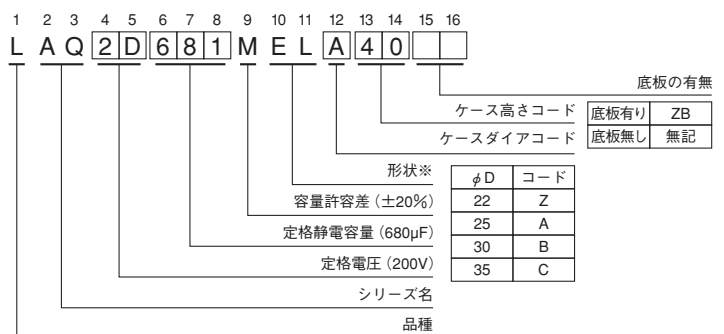 1 2 3 4 5 6 7 8 9 10 11 12 13 14 15 16
L A Q 2 D 6 8 1 M E L A 4 0
底板の有無
ケース高さコード
底板有り ZB
ケースダイアコード
底板無し 無記
形状※
φD コード
容量許容差 (±20%)
22 Z
25 A
定格静電容量 (680μF)
30 B
定格電圧 (200V)
35 C
シリーズ名
品種